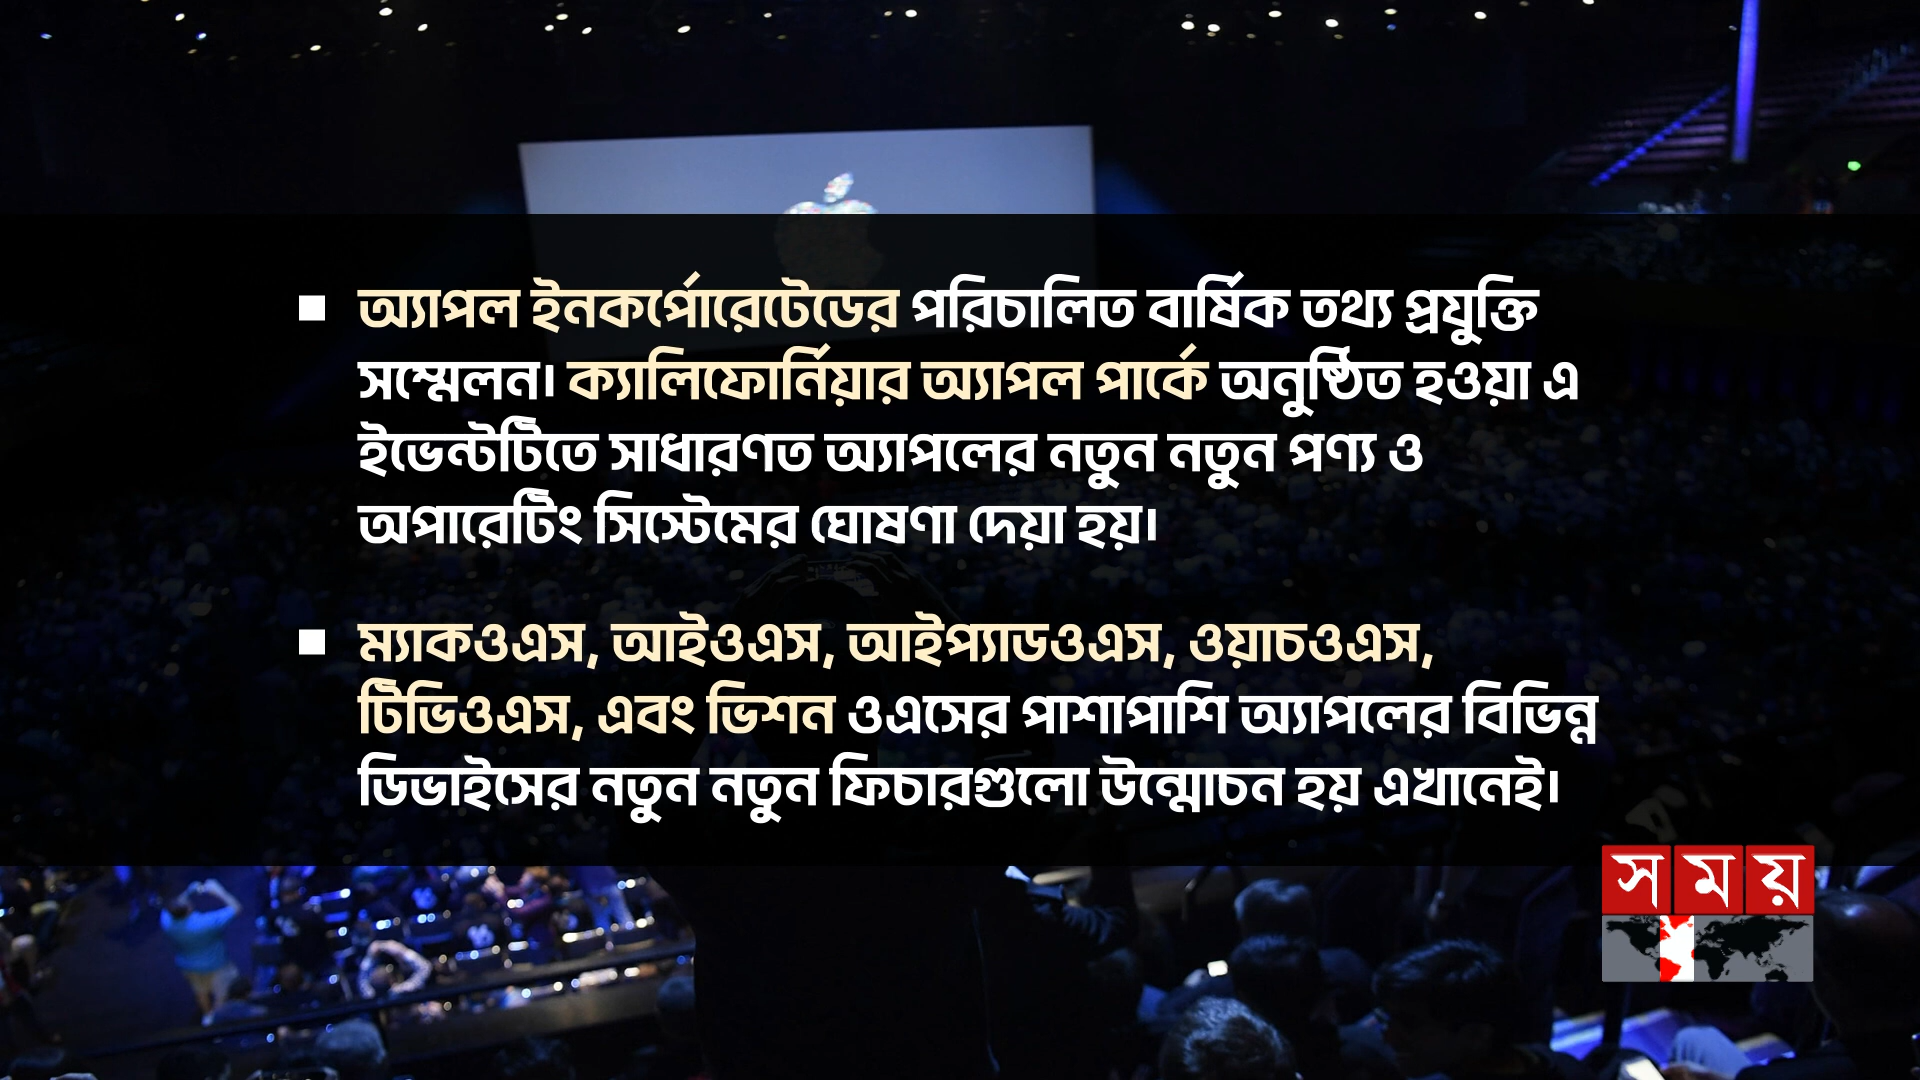 অ্যাপল ইনকর্পোরেটেডের পরিচালিত বার্ষিক তথ্য প্রযুক্তি
সম্মেলন। ক্যালিফোর্নিয়ার অ্যাপল পার্কে অনুষ্ঠিত হওয়া এ
ইভেন্টটিতে সাধারণত অ্যাপলের নতুন নতুন পণ্য ও
অপারেটিং সিস্টেমের ঘোষণা দেয়া হয়।
ম্যাকওএস, আইওএস, আইপ্যাডওএস, ওয়াচওএস,
টিভিওএস, এবং ভিশন ওএসের পাশাপাশি অ্যাপলের বিভিন্ন
ডিভাইসের নতুন নতুন ফিচারগুলো উন্মোচন হয় এখানেই।
সময়